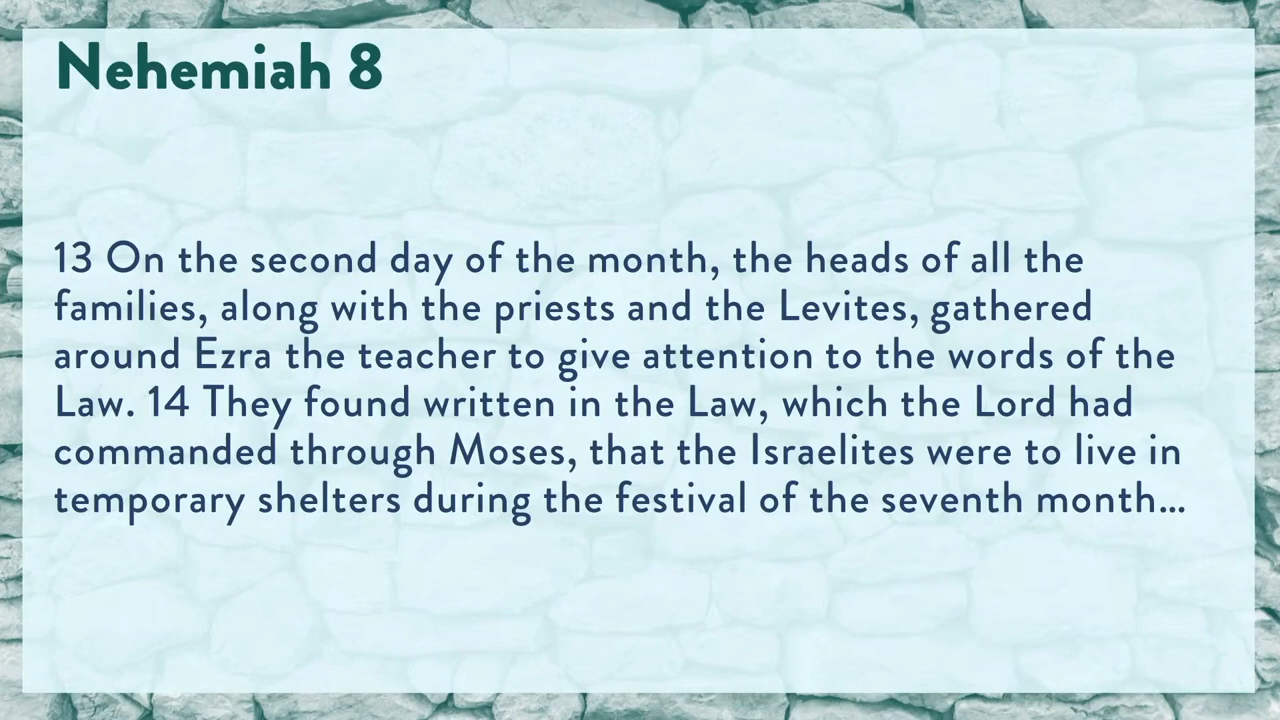 Nehemiah 8
13 On the second day of the month, the heads of all the
families, along with the priests and the Levites, gathered
around Ezra the teacher to give attention to the words of the
Law. 14 They found written in the Law, which the Lord had
commanded through Moses, that the Israelites were to live in
temporary shelters during the festival of the seventh month…